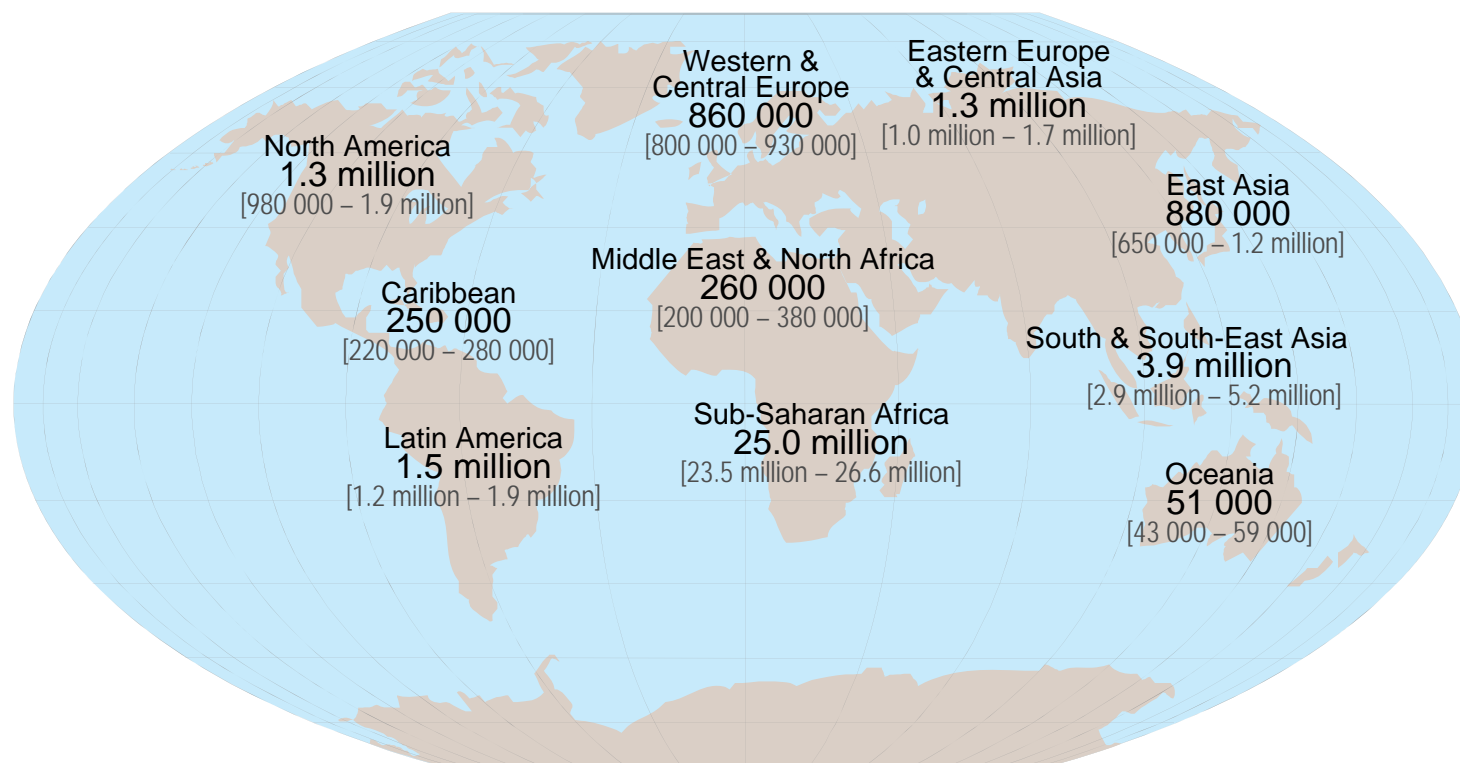 Western &
Central Europe
860 000
[800 000 – 930 000]
Eastern Europe
& Central Asia
1.3 million
[1.0 million – 1.7 million]
North America
1.3 million
[980 000 – 1.9 million]
East Asia
880 000
[650 000 – 1.2 million]
Middle East & North Africa
260 000
[200 000 – 380 000]
Caribbean
250 000
[220 000 – 280 000]
South & South-East Asia
3.9 million
[2.9 million – 5.2 million]
Sub-Saharan Africa
25.0 million
[23.5 million – 26.6 million]
Latin America
1.5 million
[1.2 million – 1.9 million]
Oceania
51 000
[43 000 – 59 000]